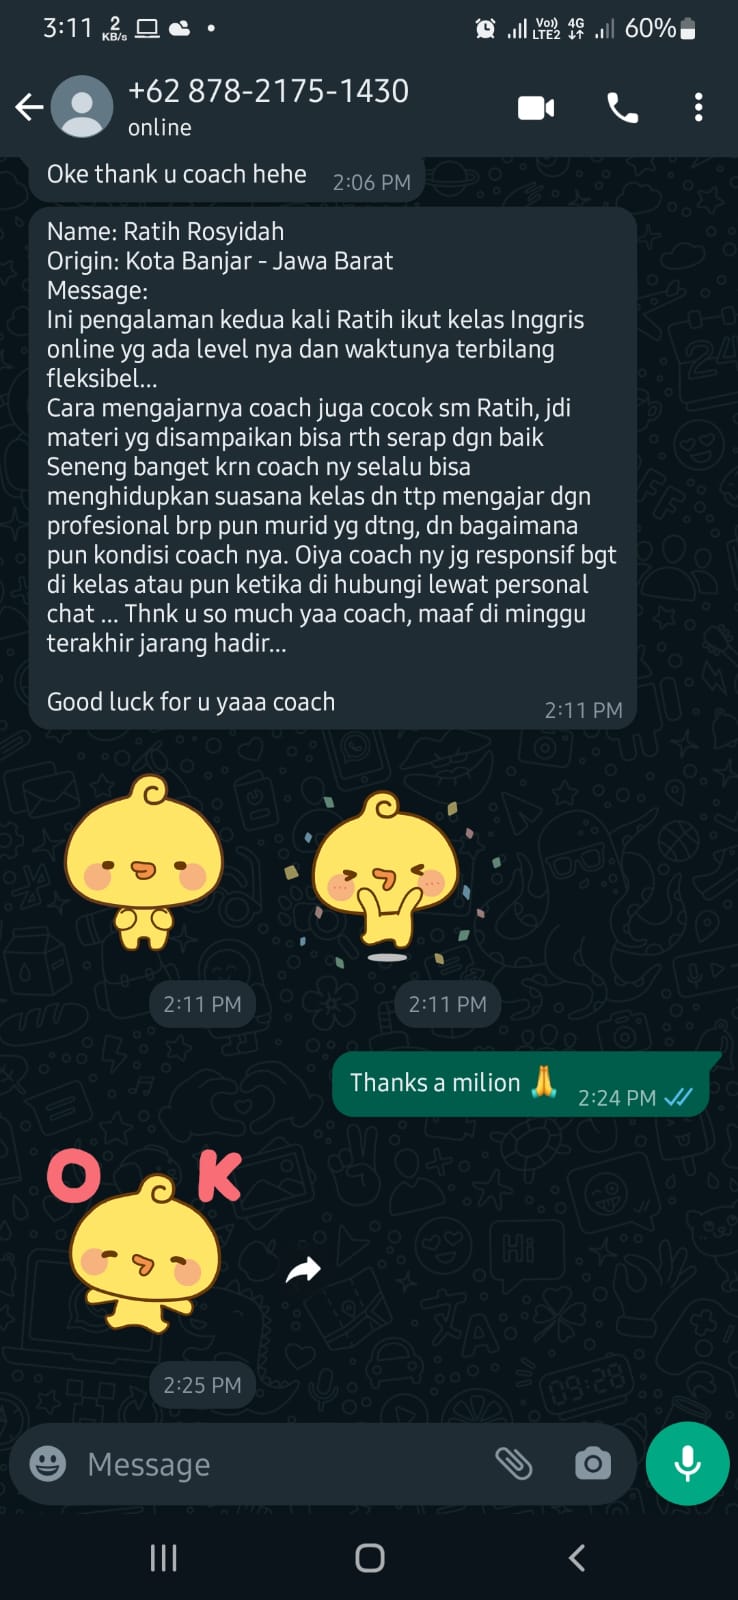 3:11 2 KB/s Vo)) LTE2 4G 60%
+62 878-2175-1430
online
Oke thank u coach hehe 2:06 PM
Name: Ratih Rosyidah
Origin: Kota Banjar - Jawa Barat
Message:
Ini pengalaman kedua kali Ratih ikut kelas Inggris
online yg ada level nya dan waktunya terbilang
fleksibel...
Cara mengajarnya coach juga cocok sm Ratih, jdi
materi yg disampaikan bisa rth serap dgn baik
Seneng banget krn coach ny selalu bisa
menghidupkan suasana kelas dn ttp mengajar dgn
profesional brp pun murid yg dtng, dn bagaimana
pun kondisi coach nya. Oiya coach ny jg responsif bgt
di kelas atau pun ketika di hubungi lewat personal
chat ... Thnk u so much yaa coach, maaf di minggu
terakhir jarang hadir...
Good luck for u yaaa coach
2:11 PM
2:11 PM 2:11 PM
Thanks a milion 🙏 2:24 PM
O K
2:25 PM
Message